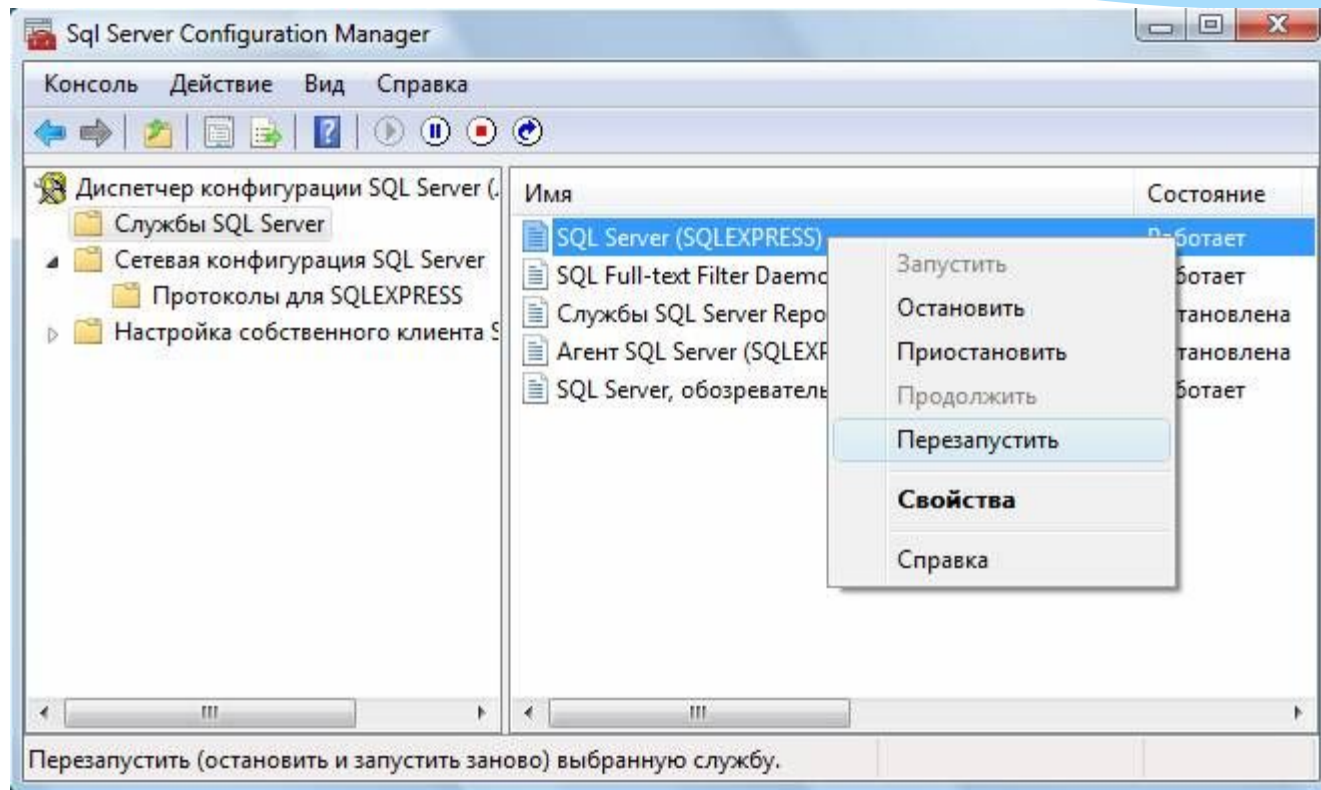 Sql Server Configuration Manager
Консоль Действие Вид Справка
Диспетчер конфигурации SQL Server (.
Службы SQL Server
Сетевая конфигурация SQL Server
Протоколы для SQLEXPRESS
Настройка собственного клиента S
Имя Состояние
SQL Server (SQLEXPRESS) Работает
SQL Full-text Filter Daemo ботает
Службы SQL Server Repo тановлена
Агент SQL Server (SQLEXP тановлена
SQL Server, обозреватель ботает
Запустить
Остановить
Приостановить
Продолжить
Перезапустить
Свойства
Справка
Перезапустить (остановить и запустить заново) выбранную службу.